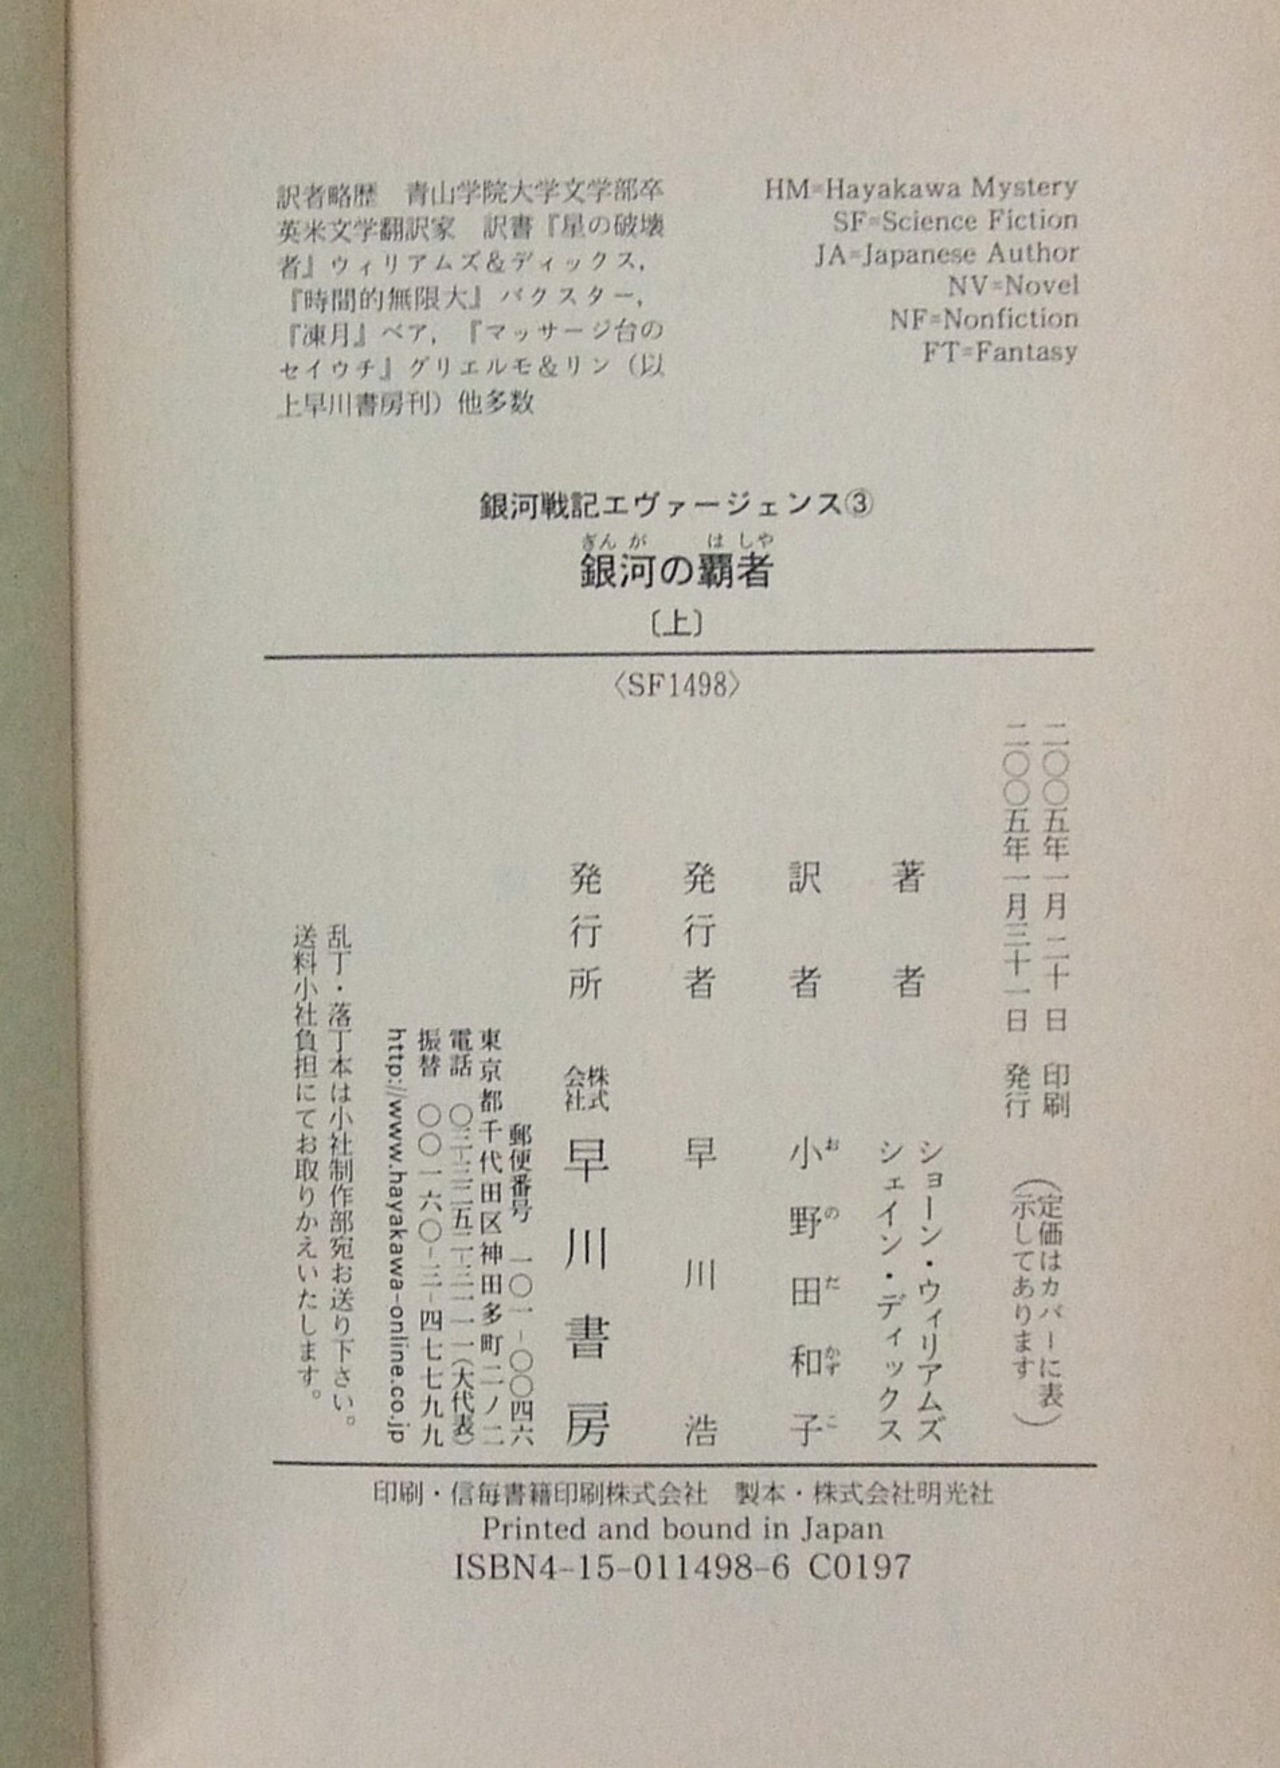 訳者略歴　青山学院大学文学部卒
英米文学翻訳家　訳書『星の破壊
者』ウィリアムズ&ディックス，
『時間的無限大』バクスター，
『凍月』ベア，『マッサージ台の
セイウチ』グリエルモ&リン（以
上早川書房刊）他多数
HM=Hayakawa Mystery
SF=Science Fiction
JA=Japanese Author
NV=Novel
NF=Nonfiction
FT=Fantasy
銀河戦記エヴァージェンス③
ぎんが　はしや
銀河の覇者
〔上〕
〈SF1498〉
二〇〇五年一月二十日　印刷
二〇〇五年一月三十一日　発行
（定価はカバーに表
示してあります）
著者　ショーン・ウィリアムズ
シェイン・ディックス
訳者　小野田和子
おのだかずこ
発行者　早川浩
発行所　株式会社　早川書房
郵便番号　一〇一－〇〇四六
東京都千代田区神田多町二ノ二
電話　〇三－三二五二－三一一一（大代表）
振替　〇〇一六〇－三－四七七九九
http://www.hayakawa-online.co.jp
乱丁・落丁本は小社制作部宛お送り下さい。
送料小社負担にてお取りかえいたします。
印刷・信毎書籍印刷株式会社　製本・株式会社明光社
Printed and bound in Japan
ISBN4-15-011498-6 C0197